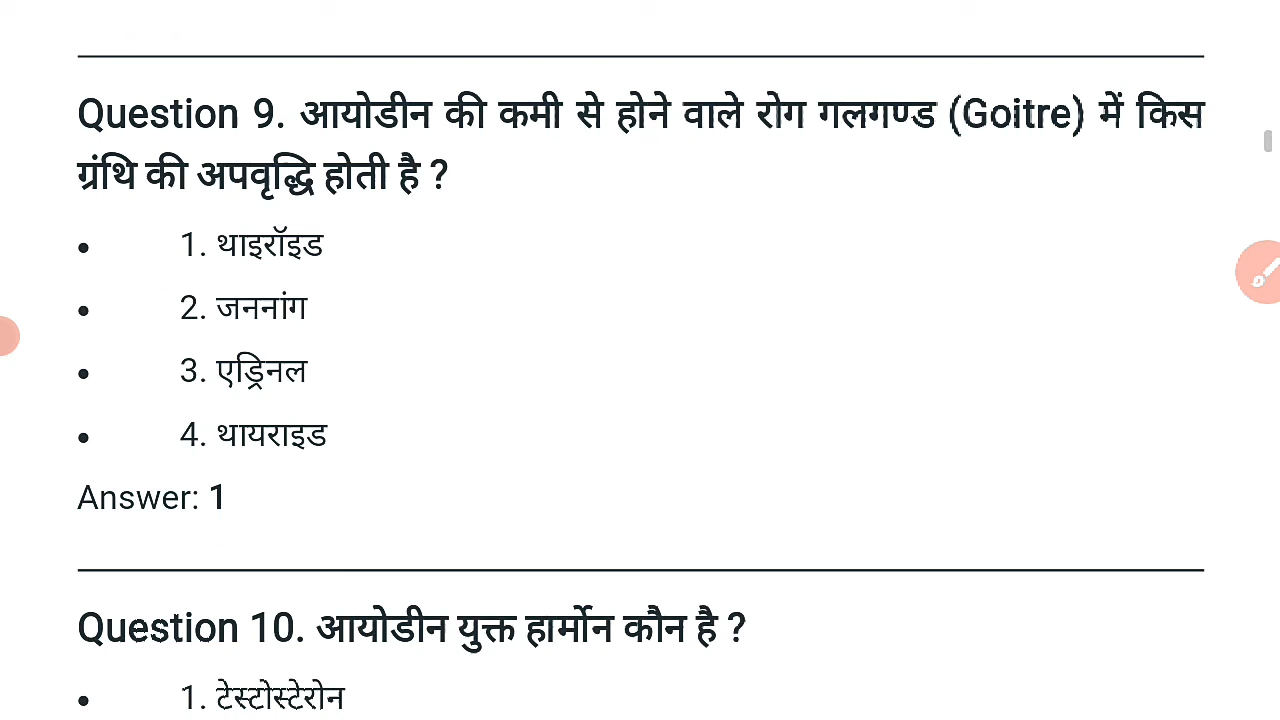 Question 9. आयोडीन की कमी से होने वाले रोग गलगण्ड (Goitre) में किस
ग्रंथि की अपवृद्धि होती है ?
• 1. थाइरॉइड
• 2. जननांग
• 3. एड्रिनल
• 4. थायराइड
Answer: 1
Question 10. आयोडीन युक्त हार्मोन कौन है ?
• 1. टेस्टोस्टेरोन